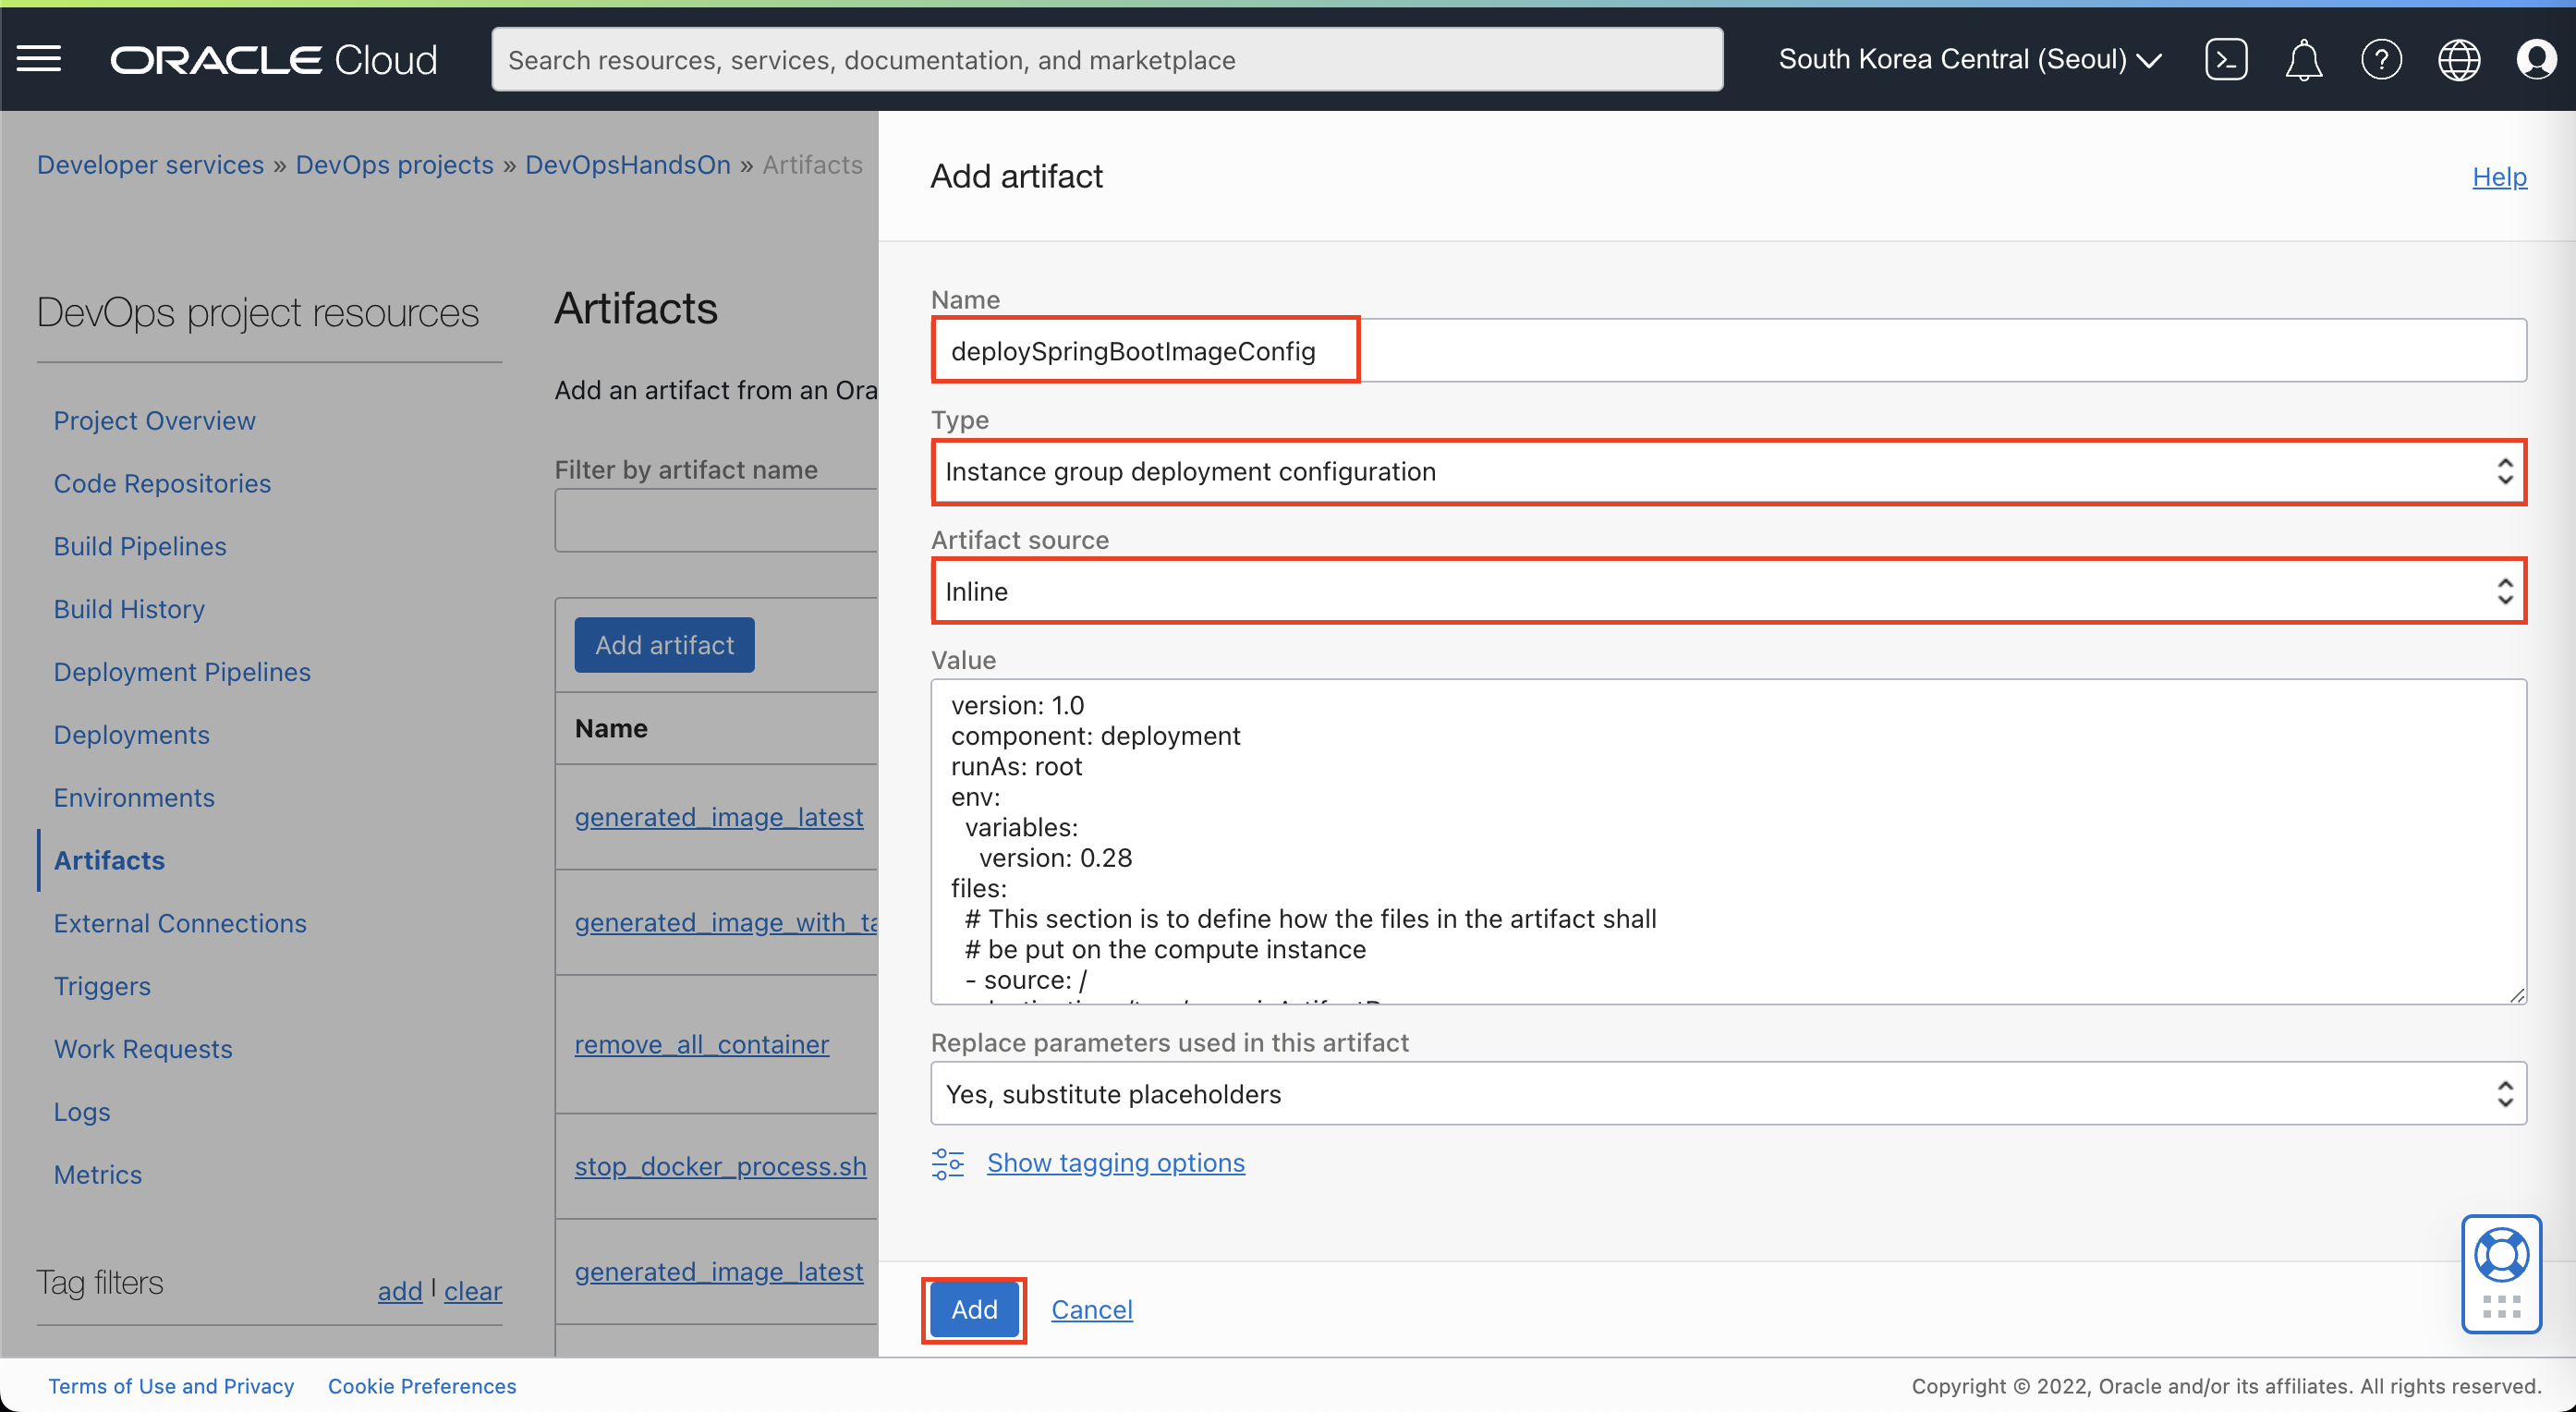 ORACLE Cloud
Search resources, services, documentation, and marketplace
South Korea Central (Seoul)
Developer services » DevOps projects » DevOpsHandsOn » Artifacts
DevOps project resources
Project Overview
Code Repositories
Build Pipelines
Build History
Deployment Pipelines
Deployments
Environments
Artifacts
External Connections
Triggers
Work Requests
Logs
Metrics
Tag filters
add | clear
Artifacts
Add an artifact from an Ora
Filter by artifact name
Add artifact
Name
generated_image_latest
generated_image_with_ta
remove_all_container
stop_docker_process.sh
generated_image_latest
Add artifact
Help
Name
deploySpringBootImageConfig
Type
Instance group deployment configuration
Artifact source
Inline
Value
version: 1.0
component: deployment
runAs: root
env:
variables:
version: 0.28
files:
# This section is to define how the files in the artifact shall
# be put on the compute instance
- source: /
Replace parameters used in this artifact
Yes, substitute placeholders
Show tagging options
Add
Cancel
Terms of Use and Privacy
Cookie Preferences
Copyright © 2022, Oracle and/or its affiliates. All rights reserved.